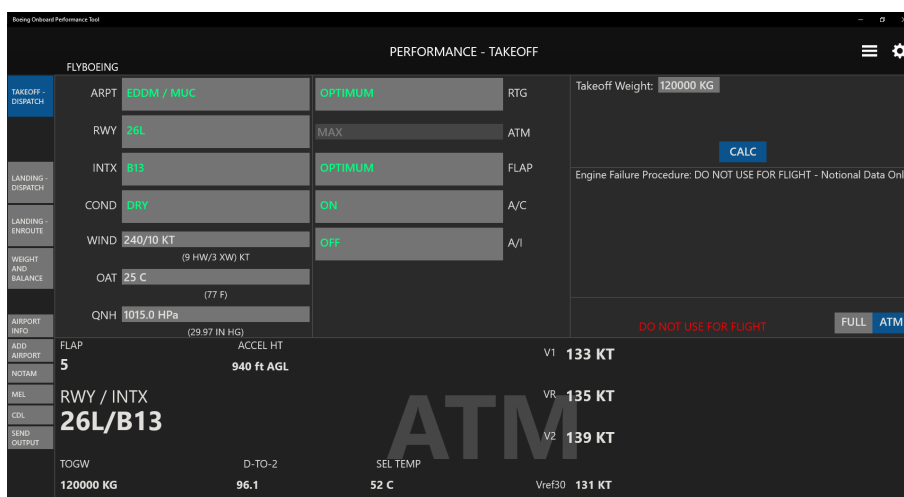 Boeing Onboard Performance Tool
PERFORMANCE - TAKEOFF
FLYBOEING
TAKEOFF -
DISPATCH
LANDING -
DISPATCH
LANDING -
ENROUTE
WEIGHT
AND
BALANCE
AIRPORT
INFO
ADD
AIRPORT
NOTAM
MEL
CDL
SEND
OUTPUT
ARPT EDDM / MUC
RWY 26L
INTX B13
COND DRY
WIND 240/10 KT
(9 HW/3 XW) KT
OAT 25 C
(77 F)
QNH 1015.0 HPa
(29.97 IN HG)
OPTIMUM RTG
MAX ATM
OPTIMUM FLAP
ON A/C
OFF A/I
Takeoff Weight: 120000 KG
CALC
Engine Failure Procedure: DO NOT USE FOR FLIGHT - Notional Data Onl
DO NOT USE FOR FLIGHT
FULL ATM
FLAP ACCEL HT
5 940 ft AGL
V1 133 KT
RWY / INTX
26L/B13
ATM
VR 135 KT
V2 139 KT
TOGW D-TO-2 SEL TEMP
120000 KG 96.1 52 C
Vref30 131 KT